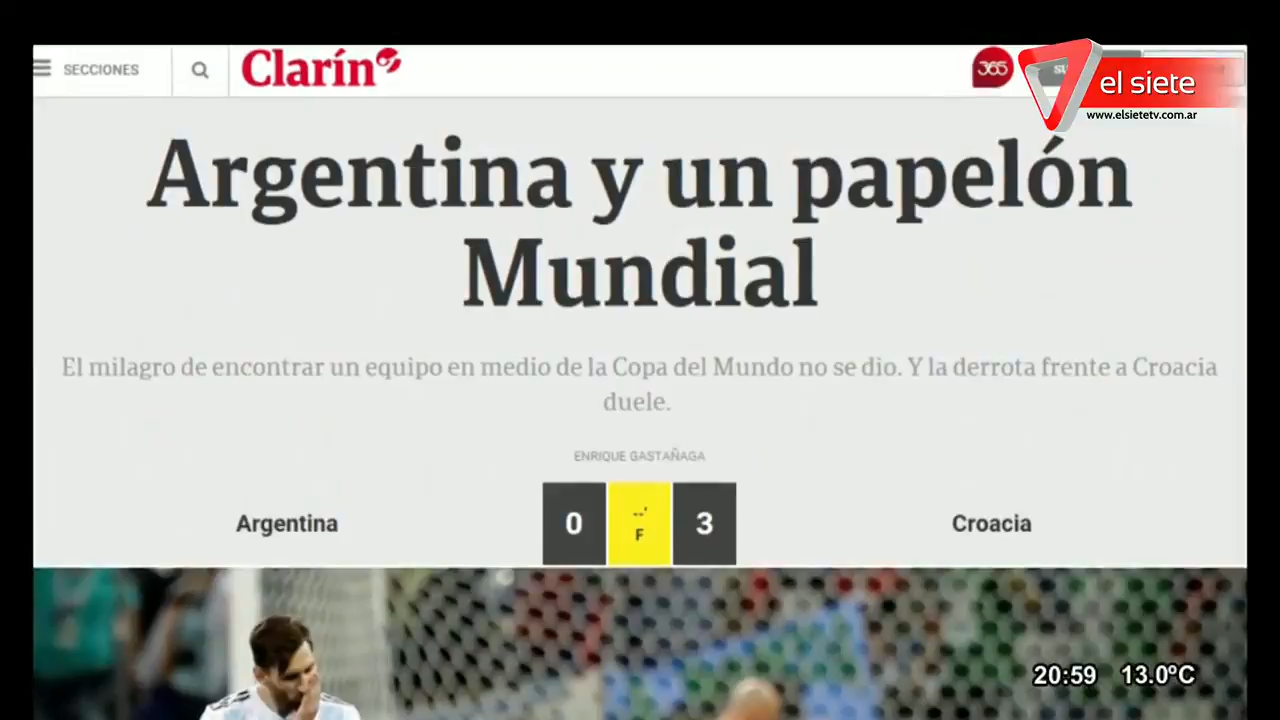 SECCIONES
Clarín
365
el siete
www.elsietetv.com.ar
Argentina y un papelón
Mundial
El milagro de encontrar un equipo en medio de la Copa del Mundo no se dio. Y la derrota frente a Croacia
duele.
ENRIQUE GASTAÑAGA
Argentina
0
--'
F
3
Croacia
20:59 13.0ºC